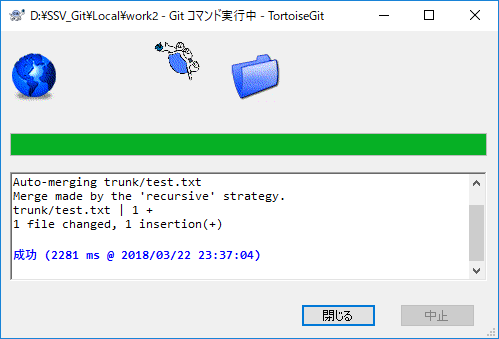 D:¥SSV_Git¥Local¥work2 - Git コマンド実行中 - TortoiseGit
Auto-merging trunk/test.txt
Merge made by the 'recursive' strategy.
trunk/test.txt | 1 +
1 file changed, 1 insertion(+)
成功 (2281 ms @ 2018/03/22 23:37:04)
閉じる
中止